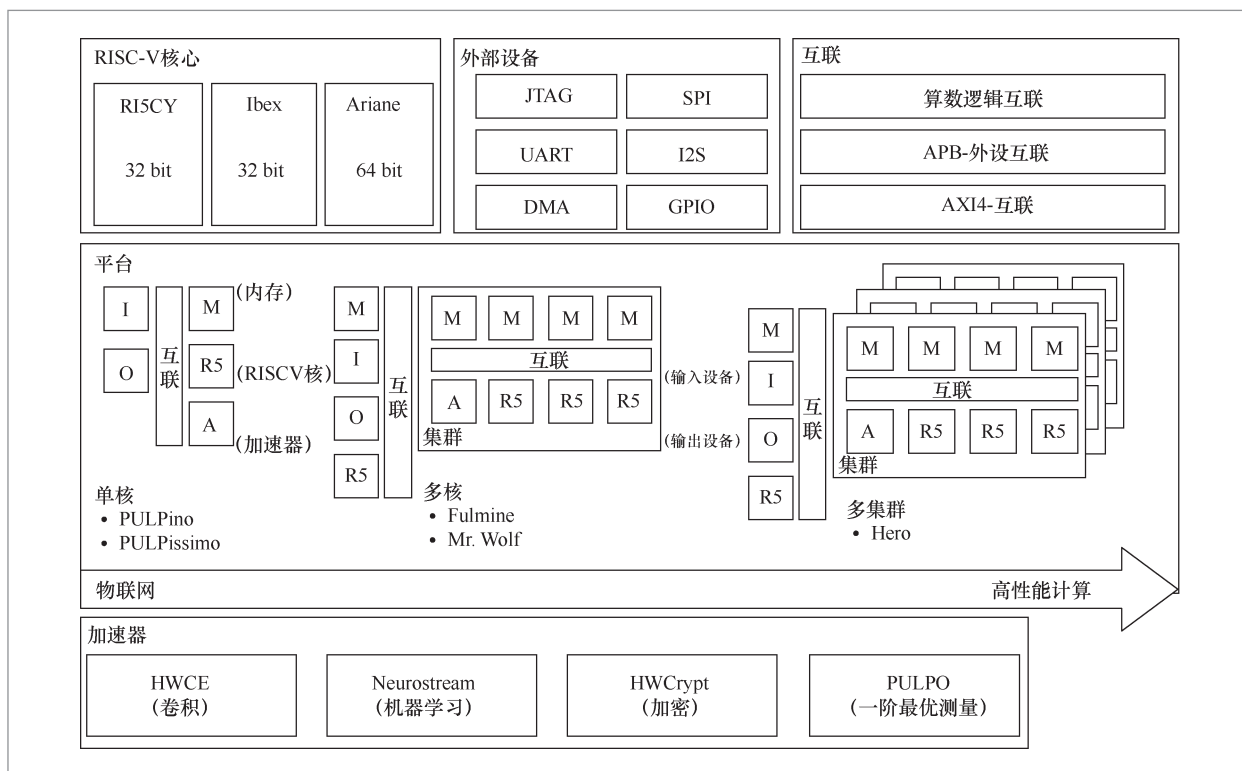 RISC-V核心
RI5CY
Ibex
Ariane
32 bit
32 bit
64 bit
外部设备
JTAG
SPI
UART
I2S
DMA
GPIO
互联
算数逻辑互联
APB-外设互联
AXI4-互联
平台
I
O
互联
M
(内存)
R5
(RISCV核)
A
(加速器)
单核
• PULPino
• PULPissimo
M
I
O
R5
互联
M
M
M
M
互联
A
R5
R5
R5
集群
多核
• Fulmine
• Mr. Wolf
(输入设备)
(输出设备)
M
I
O
R5
互联
M
M
M
M
互联
A
R5
R5
R5
集群
多集群
• Hero
物联网
高性能计算
加速器
HWCE
(卷积)
Neurostream
(机器学习)
HWCrypt
(加密)
PULPO
(一阶最优测量)